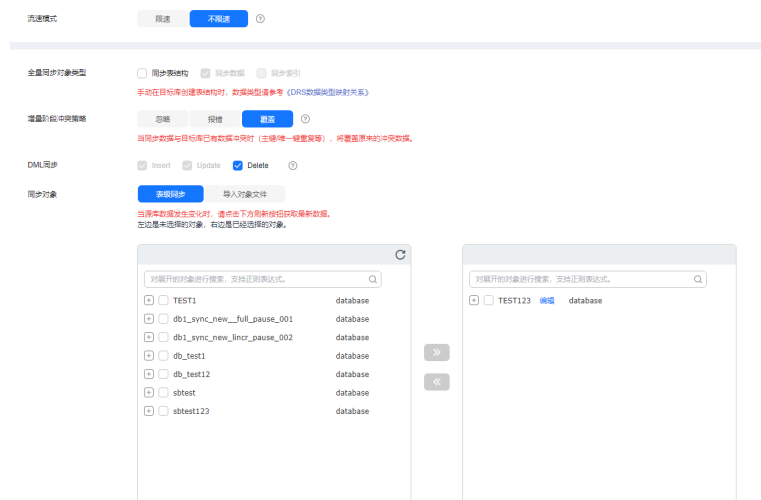 流速模式 限速 不限速
全量同步对象类型 同步表结构 同步数据 同步索引
手动在目标库创建表结构时，数据类型请参考《DRS数据类型映射关系》
增量阶段冲突策略 忽略 报错 覆盖
当同步数据与目标库已有数据冲突时（主键/唯一键重复等），将覆盖原来的冲突数据。
DML同步 Insert Update Delete
同步对象 表级同步 导入对象文件
当源库数据发生变化时，请点击下方刷新按钮获取最新数据。
左边是未选择的对象，右边是已经选择的对象。
对展开的对象进行搜索，支持正则表达式。 对展开的对象进行搜索，支持正则表达式。
TEST1 database TEST123 编辑 database
db1_sync_new__full_pause_001 database
db1_sync_new_lincr_pause_002 database
db_test1 database
db_test12 database
sbtest database
sbtest123 database